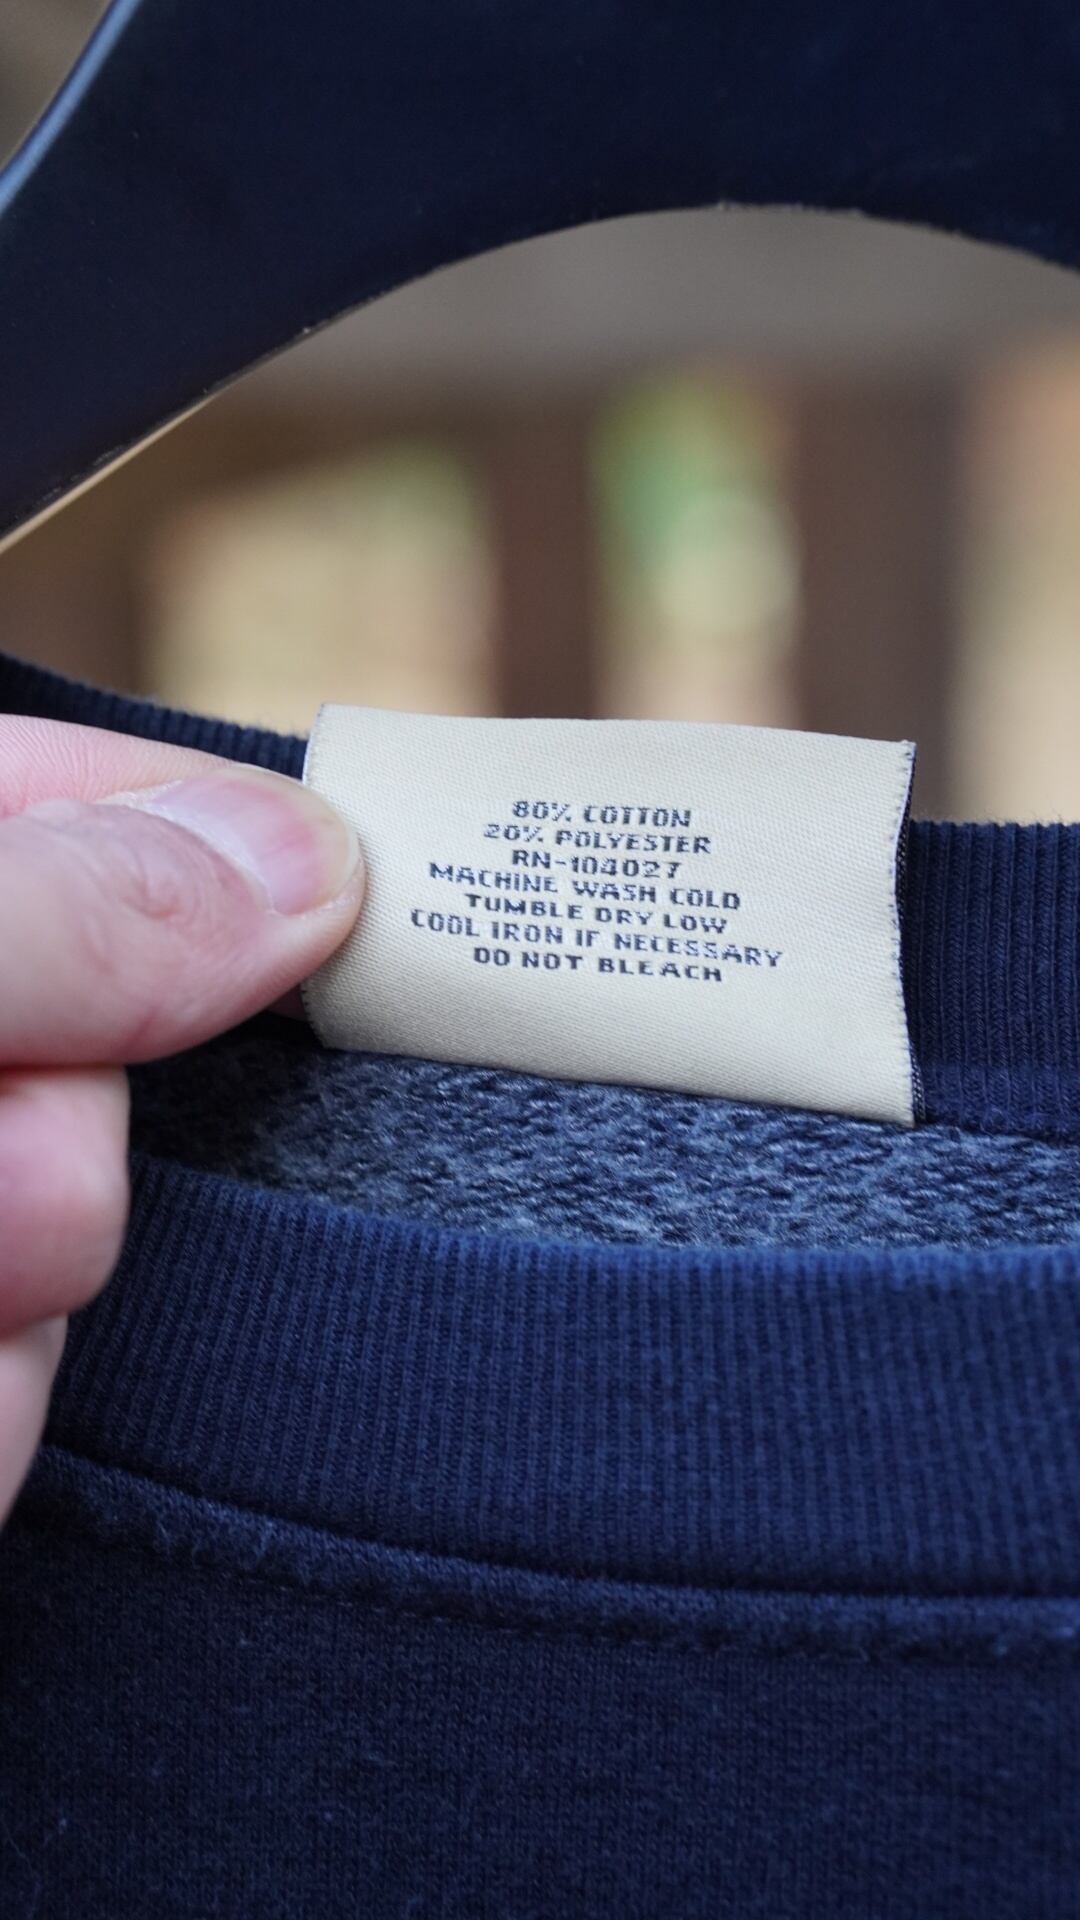 80% COTTON
20% POLYESTER
RN-104027
MACHINE WASH COLD
TUMBLE DRY LOW
COOL IRON IF NECESSARY
DO NOT BLEACH